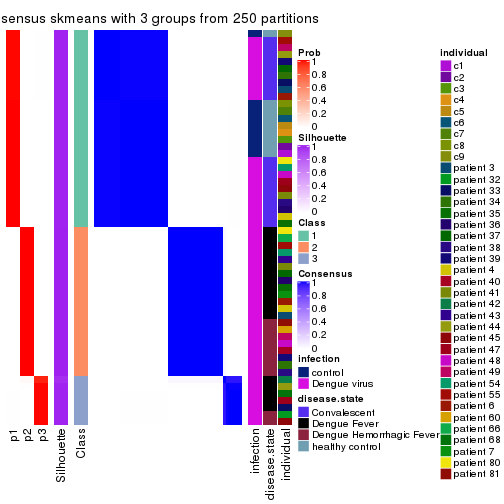 sensus skmeans with 3 groups from 250 partitions
Prob
1
0.8
0.6
0.4
0.2
0
Silhouette
1
0.8
0.6
0.4
0.2
0
Class
1
2
3
Consensus
1
0.8
0.6
0.4
0.2
0
infection
control
Dengue virus
disease.state
Convalescent
Dengue Fever
Dengue Hemorrhagic Fever
healthy control
individual
c1
c2
c3
c4
c5
c6
c7
c8
c9
patient 3
patient 32
patient 33
patient 34
patient 35
patient 36
patient 37
patient 38
patient 39
patient 4
patient 40
patient 41
patient 42
patient 43
patient 44
patient 45
patient 47
patient 48
patient 49
patient 54
patient 55
patient 6
patient 60
patient 66
patient 68
patient 7
patient 80
patient 81
p1
p2
p3
Silhouette
Class
infection
disease.state
individual